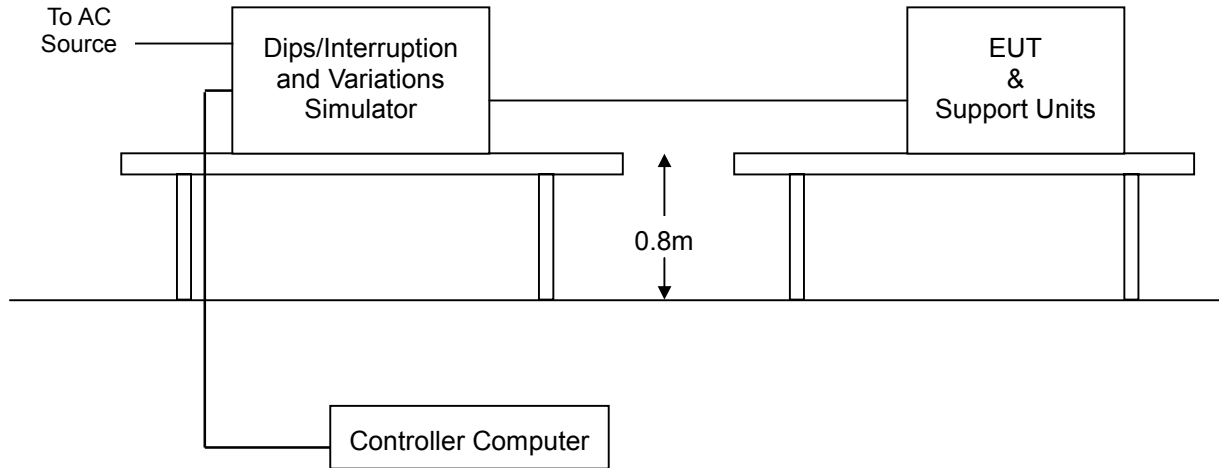 To AC
Source
Dips/Interruption
and Variations
Simulator
EUT
&
Support Units
0.8m
Controller Computer